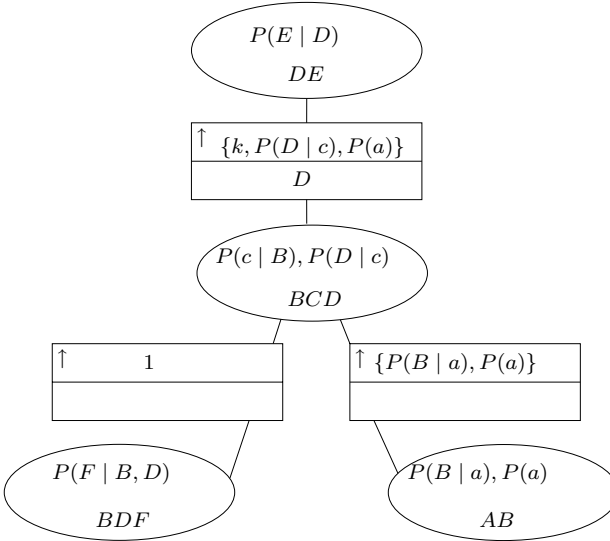 P(E | D)
DE
↑ {k, P(D | c), P(a)}
D
P(c | B), P(D | c)
BCD
↑ 1
↑ {P(B | a), P(a)}
P(F | B, D)
BDF
P(B | a), P(a)
AB